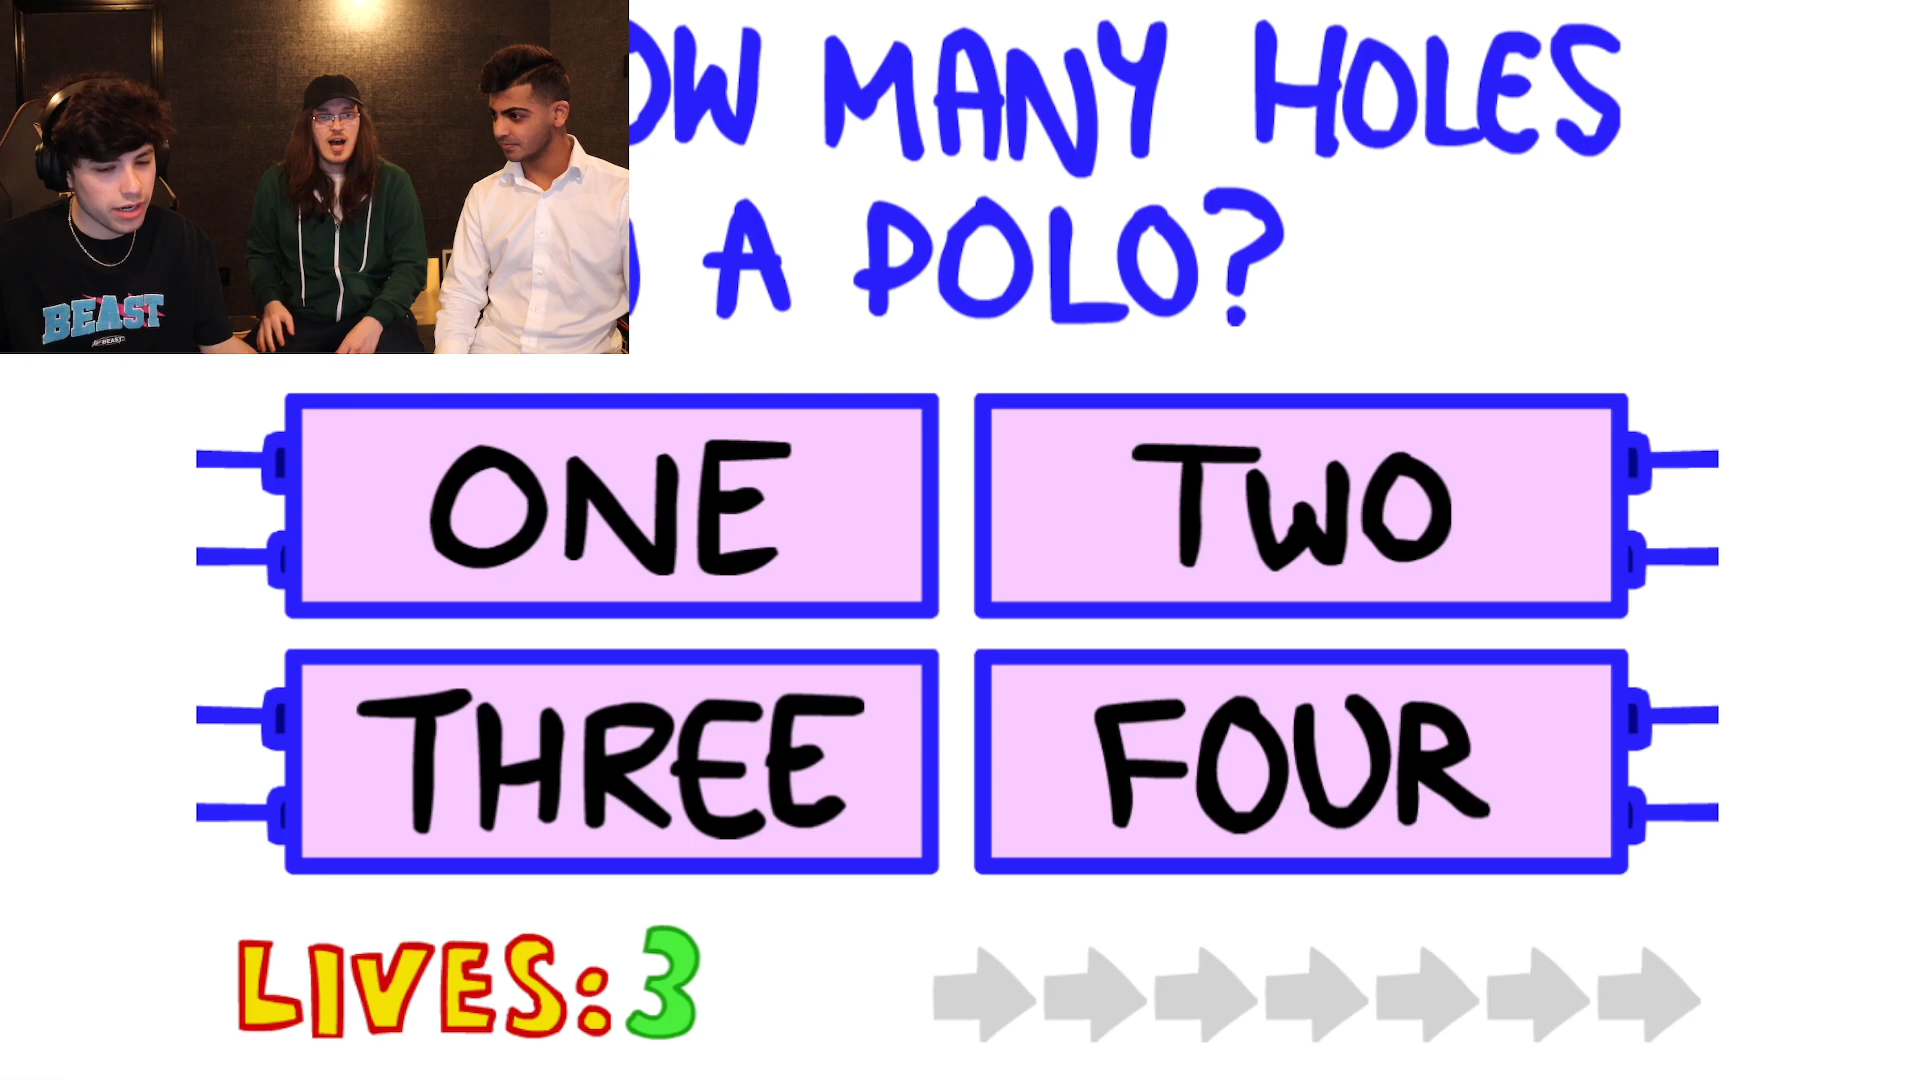 OW MANY HOLES
A POLO?
ONE
TWO
THREE
FOUR
LIVES: 3
BEAST